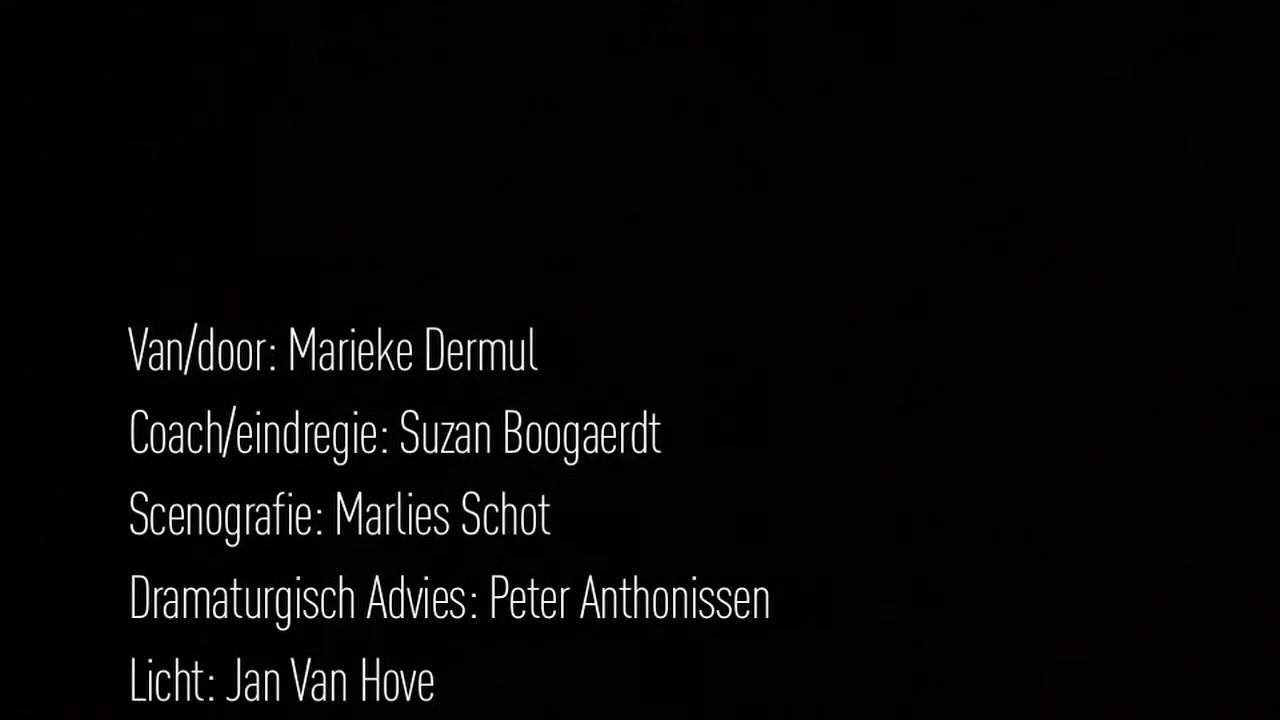 Van/door: Marieke Dermul
Coach/eindregie: Suzan Boogaerdt
Scenografie: Marlies Schot
Dramaturgisch Advies: Peter Anthonissen
Licht: Jan Van Hove